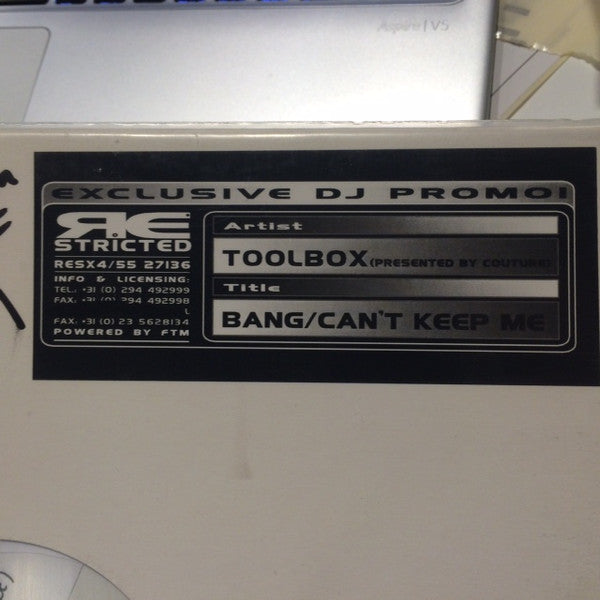 Aspire | V5
EXCLUSIVE DJ PROMO!
RE
STRICTED
RESX4/55 27136
INFO & LICENSING:
TEL. +31 (0) 294 492999
FAX. +31 (0) 294 492998
L
FAX. +31 (0) 23 5628134
POWERED BY FTM
Artist
TOOLBOX (PRESENTED BY COUTURE)
Title
BANG/CAN'T KEEP ME